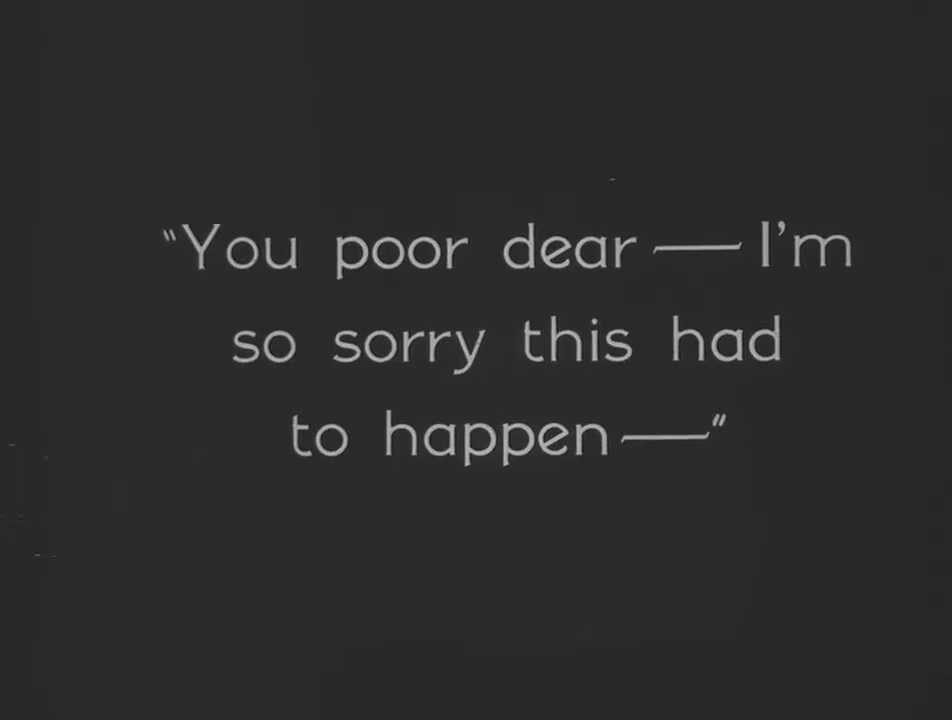 "You poor dear — I'm
so sorry this had
to happen —"